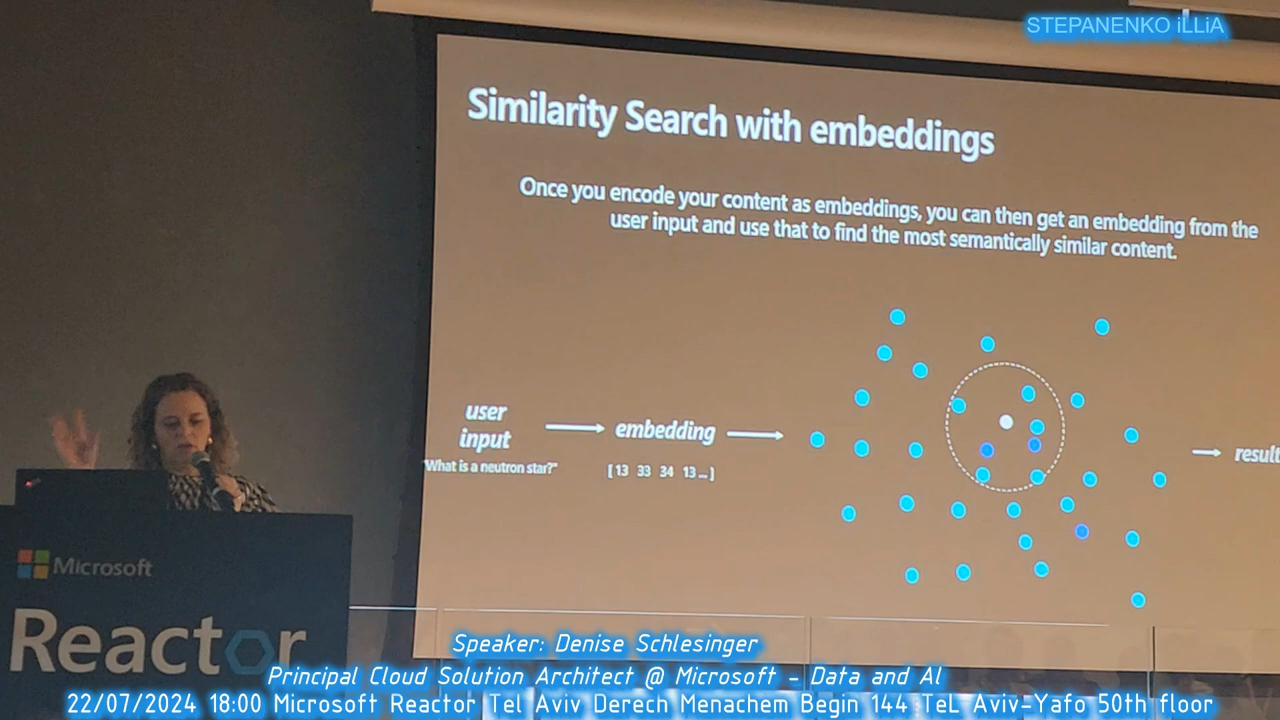 STEPANENKO iLLiA
Similarity Search with embeddings
Once you encode your content as embeddings, you can then get an embedding from the
user input and use that to find the most semantically similar content.
user
input
"What is a neutron star?"
embedding
[ 13 33 34 13 ... ]
result
Microsoft
Reactor
Speaker: Denise Schlesinger
Principal Cloud Solution Architect @ Microsoft - Data and AI
22/07/2024 18:00 Microsoft Reactor Tel Aviv Derech Menachem Begin 144 TeL Aviv-Yafo 50th floor